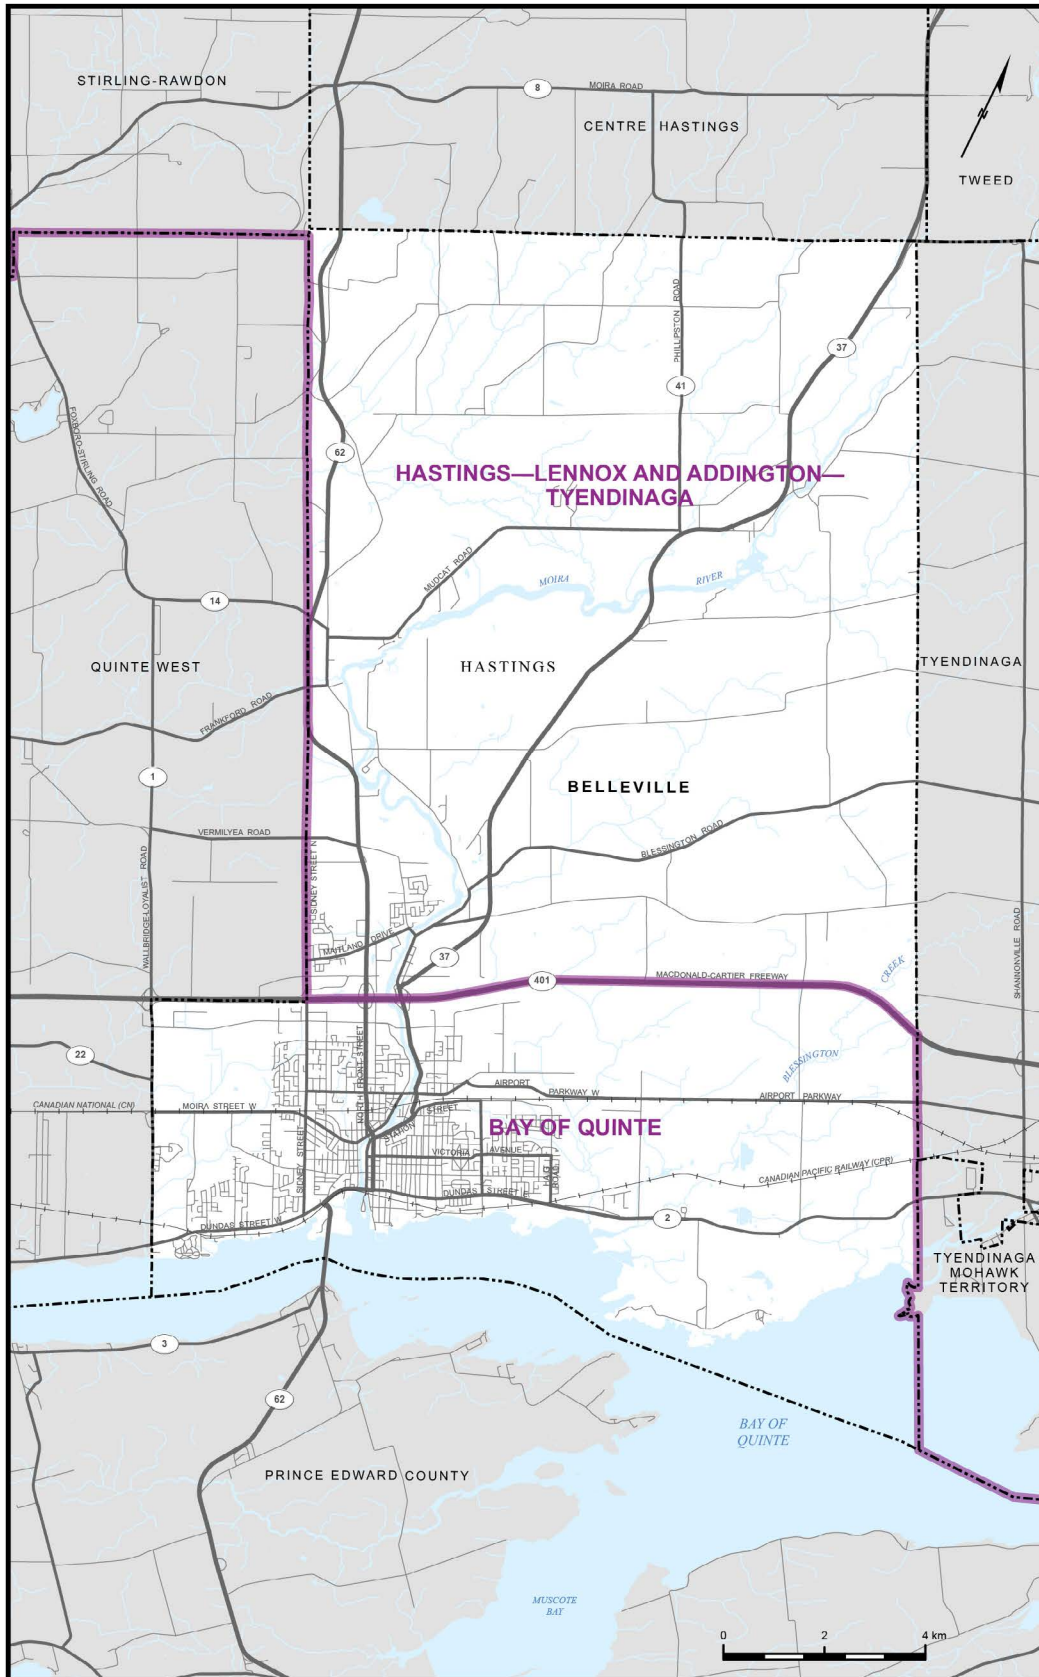 STIRLING-RAWDON
8
MOIRA ROAD
CENTRE HASTINGS
N
TWEED
PHILLIPSTON ROAD
37
41
FOXBORO-STIRLING ROAD
62
HASTINGS—LENNOX AND ADDINGTON—
TYENDINAGA
MUDCAT ROAD
MOIRA RIVER
14
QUINTE WEST
HASTINGS
TYENDINAGA
FRANKFORD ROAD
1
BELLEVILLE
VERMILYEA ROAD
BLESSINGTON ROAD
WALLBRIDGE-LOYALIST ROAD
SIDNEY STREET N
MAITLAND DRIVE
37
401
MACDONALD-CARTIER FREEWAY
CREEK
SHANNONVILLE ROAD
22
NORTH FRONT STREET
BLESSINGTON
AIRPORT
PARKWAY W
AIRPORT PARKWAY
CANADIAN NATIONAL (CN)
MOIRA STREET W
STATION STREET
BAY OF QUINTE
SIDNEY STREET
VICTORIA AVENUE
HAIG ROAD
CANADIAN PACIFIC RAILWAY (CPR)
DUNDAS STREET E
DUNDAS STREET W
2
TYENDINAGA
MOHAWK
TERRITORY
3
62
BAY OF
QUINTE
PRINCE EDWARD COUNTY
MUSCOTE
BAY
0 2 4 km